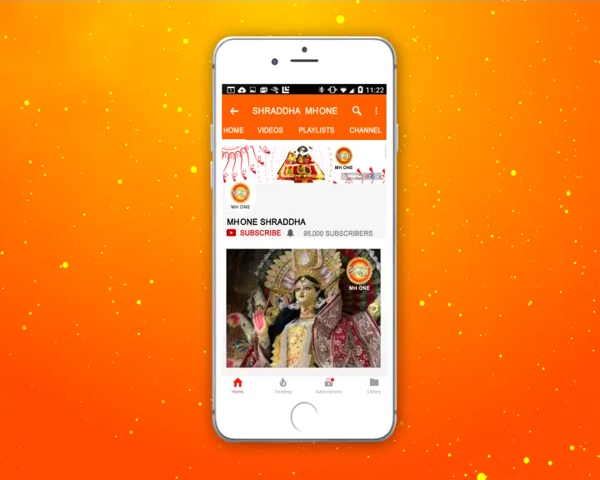 11:22
SHRADDHA MHONE
HOME VIDEOS PLAYLISTS CHANNEL
MH ONE
MH ONE
MHONE SHRADDHA
SUBSCRIBE 95,000 SUBSCRIBERS
MH ONE
Home Trending Subscriptions Library